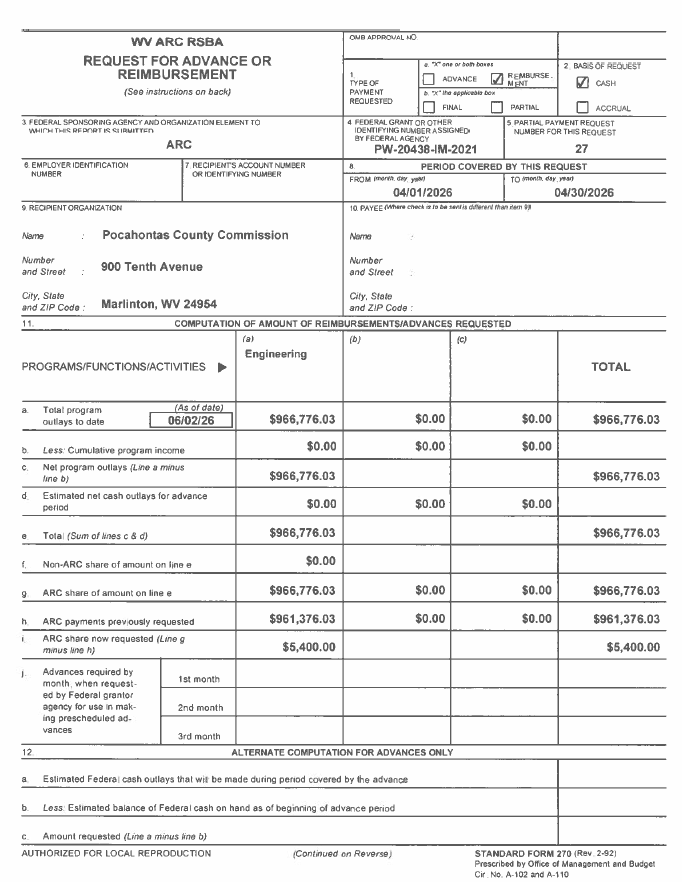 WV ARC RSBA
REQUEST FOR ADVANCE OR
REIMBURSEMENT
(See instructions on back)
OMB APPROVAL NO.
1.
TYPE OF
PAYMENT
REQUESTED
a. "X" one or both boxes
ADVANCE
REIMBURSE-
MENT
b. "X" the applicable box
FINAL
PARTIAL
2. BASIS OF REQUEST
CASH
ACCRUAL
3. FEDERAL SPONSORING AGENCY AND ORGANIZATION ELEMENT TO
WHICH THIS REPORT IS SUBMITTED
ARC
4. FEDERAL GRANT OR OTHER
IDENTIFYING NUMBER ASSIGNED
BY FEDERAL AGENCY
PW-20438-IM-2021
5. PARTIAL PAYMENT REQUEST
NUMBER FOR THIS REQUEST
27
6. EMPLOYER IDENTIFICATION
NUMBER
7. RECIPIENT'S ACCOUNT NUMBER
OR IDENTIFYING NUMBER
8. PERIOD COVERED BY THIS REQUEST
FROM (month, day, year)
04/01/2026
TO (month, day, year)
04/30/2026
9. RECIPIENT ORGANIZATION
Name : Pocahontas County Commission
Number
and Street : 900 Tenth Avenue
City, State
and ZIP Code : Marlinton, WV 24954
10. PAYEE (Where check is to be sent is different than item 9)
Name :
Number
and Street :
City, State
and ZIP Code :
11. COMPUTATION OF AMOUNT OF REIMBURSEMENTS/ADVANCES REQUESTED
PROGRAMS/FUNCTIONS/ACTIVITIES ▶
(a)
Engineering
(b)
(c)
TOTAL
a. Total program
outlays to date
(As of date)
06/02/26
$966,776.03 $0.00 $0.00 $966,776.03
b. Less: Cumulative program income $0.00 $0.00 $0.00
c. Net program outlays (Line a minus
line b) $966,776.03 $966,776.03
d. Estimated net cash outlays for advance
period $0.00 $0.00 $0.00
e Total (Sum of lines c & d) $966,776.03 $966,776.03
f. Non-ARC share of amount on line e $0.00
g. ARC share of amount on line e $966,776.03 $0.00 $0.00 $966,776.03
h. ARC payments previously requested $961,376.03 $0.00 $0.00 $961,376.03
i. ARC share now requested (Line g
minus line h) $5,400.00 $5,400.00
j. Advances required by
month, when request-
ed by Federal grantor
agency for use in mak-
ing prescheduled ad-
vances
1st month
2nd month
3rd month
12. ALTERNATE COMPUTATION FOR ADVANCES ONLY
a. Estimated Federal cash outlays that will be made during period covered by the advance
b. Less: Estimated balance of Federal cash on hand as of beginning of advance period
c. Amount requested (Line a minus line b)
AUTHORIZED FOR LOCAL REPRODUCTION
(Continued on Reverse)
STANDARD FORM 270 (Rev. 2-92)
Prescribed by Office of Management and Budget
Cir. No. A-102 and A-110